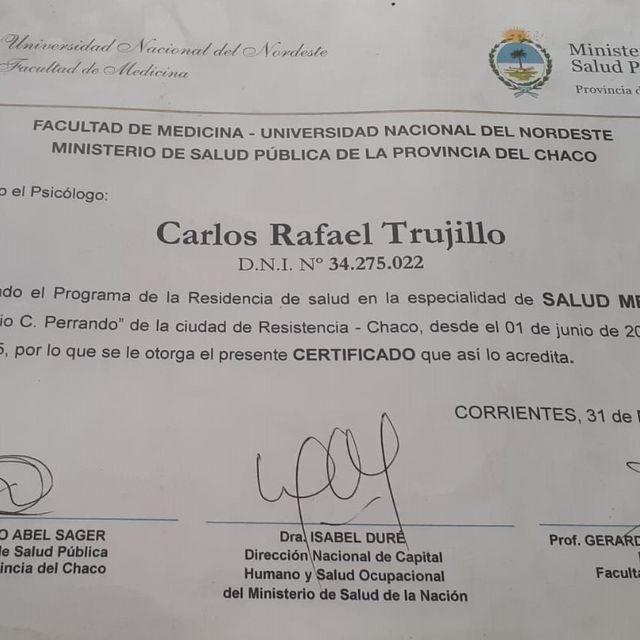 Universidad Nacional del Nordeste
Facultad de Medicina
Ministe
Salud P
Provincia d
FACULTAD DE MEDICINA - UNIVERSIDAD NACIONAL DEL NORDESTE
MINISTERIO DE SALUD PÚBLICA DE LA PROVINCIA DEL CHACO
o el Psicólogo:
Carlos Rafael Trujillo
D.N.I. Nº 34.275.022
do el Programa de la Residencia de salud en la especialidad de SALUD ME
io C. Perrando" de la ciudad de Resistencia - Chaco, desde el 01 de junio de 20
5, por lo que se le otorga el presente CERTIFICADO que así lo acredita.
CORRIENTES, 31 de
O ABEL SAGER
de Salud Pública
incia del Chaco
Dra. ISABEL DURÉ
Dirección Nacional de Capital
Humano y Salud Ocupacional
del Ministerio de Salud de la Nación
Prof. GERARD
Faculta